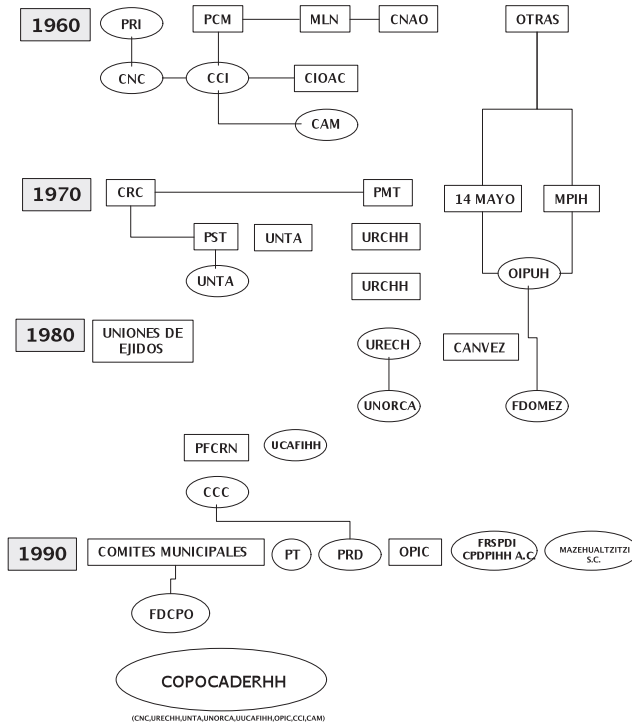 1960
PRI
PCM
MLN
CNAO
OTRAS
CNC
CCI
CIOAC
CAM
1970
CRC
PMT
14 MAYO
MPIH
PST
UNTA
URCHH
UNTA
OIPUH
URCHH
1980
UNIONES DE
EJIDOS
URECH
CANVEZ
UNORCA
FDOMEZ
PFCRN
UCAFIHH
CCC
1990
COMITES MUNICIPALES
PT
PRD
OPIC
FRSPDI
CPDPIHH A.C.
MAZEHUALTZITZI
S.C.
FDCPO
COPOCADERHH
(CNC,URECHH,UNTA,UNORCA,UUCAFIHH,OPIC,CCI,CAM)